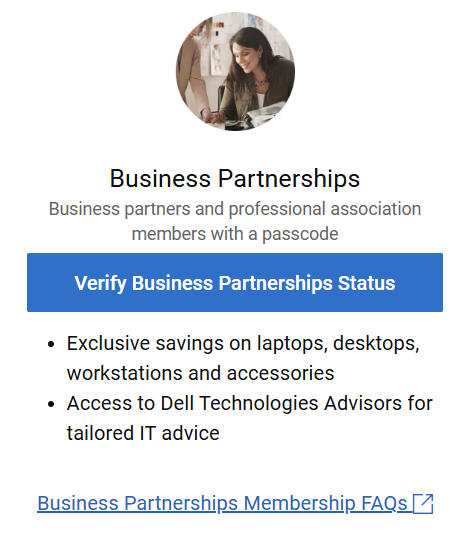 Business Partnerships
Business partners and professional association
members with a passcode
Verify Business Partnerships Status
• Exclusive savings on laptops, desktops,
workstations and accessories
• Access to Dell Technologies Advisors for
tailored IT advice
Business Partnerships Membership FAQs